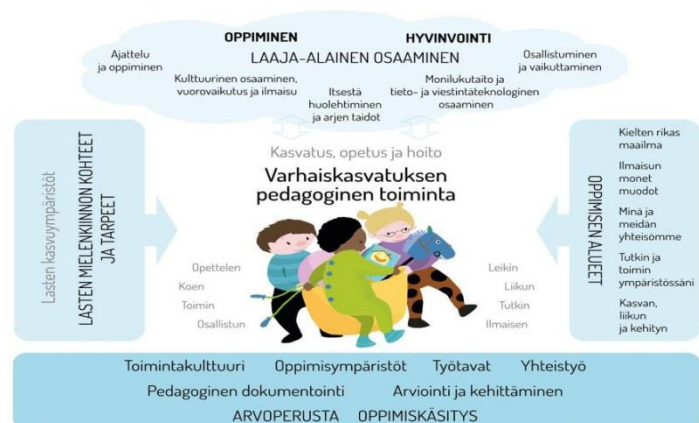 OPPIMINEN
HYVINVOINTI
LAAJA-ALAINEN OSAAMINEN
Ajattelu
ja oppiminen
Kulttuurinen osaaminen,
vuorovaikutus ja ilmaisu
Itsestä
huolehtiminen
ja arjen taidot
Monilukutaito ja
tieto- ja viestintäteknologinen
osaaminen
Osallistuminen
ja vaikuttaminen
Lasten kasvuympäristöt
LASTEN MIELENKIINNON KOHTEET
JA TARPEET
Kasvatus, opetus ja hoito
Varhaiskasvatuksen
pedagoginen toiminta
Opettelen
Koen
Toimin
Osallistun
Leikin
Liikun
Tutkin
Ilmaisen
OPPIMISEN ALUEET
Kielten rikas
maailma
Ilmaisun
monet
muodot
Minä ja
meidän
yhteisömme
Tutkin ja
toimin
ympäristössäni
Kasvan,
liikun
ja kehityn
Toimintakulttuuri Oppimisympäristöt Työtavat Yhteistyö
Pedagoginen dokumentointi Arviointi ja kehittäminen
ARVOPERUSTA OPPIMISKÄSITYS